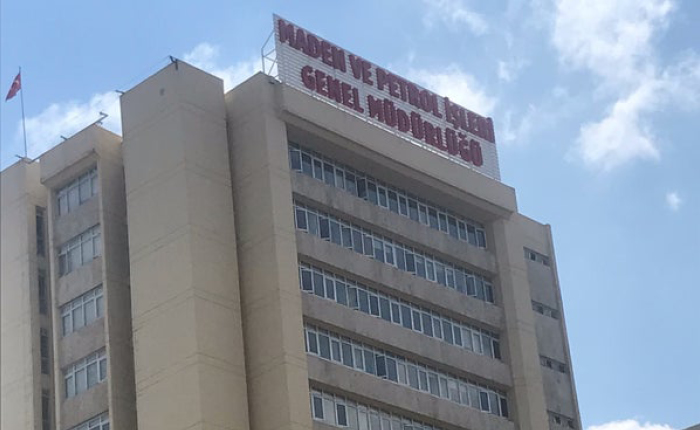 MADEN VE PETROL İŞLERİ
GENEL MÜDÜRLÜĞÜ